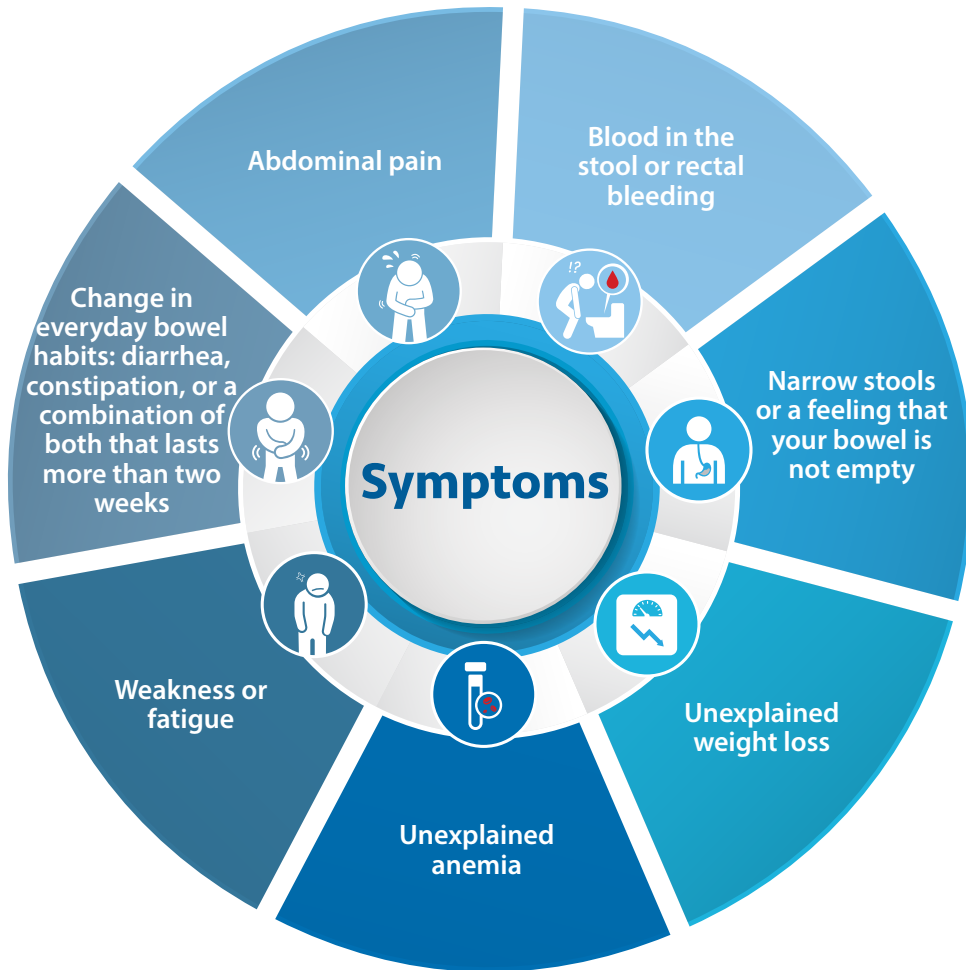 Abdominal pain
Blood in the
stool or rectal
bleeding
Narrow stools
or a feeling that
your bowel is
not empty
Unexplained
weight loss
Unexplained
anemia
Weakness or
fatigue
Change in
everyday bowel
habits: diarrhea,
constipation, or a
combination of
both that lasts
more than two
weeks
!?
Symptoms